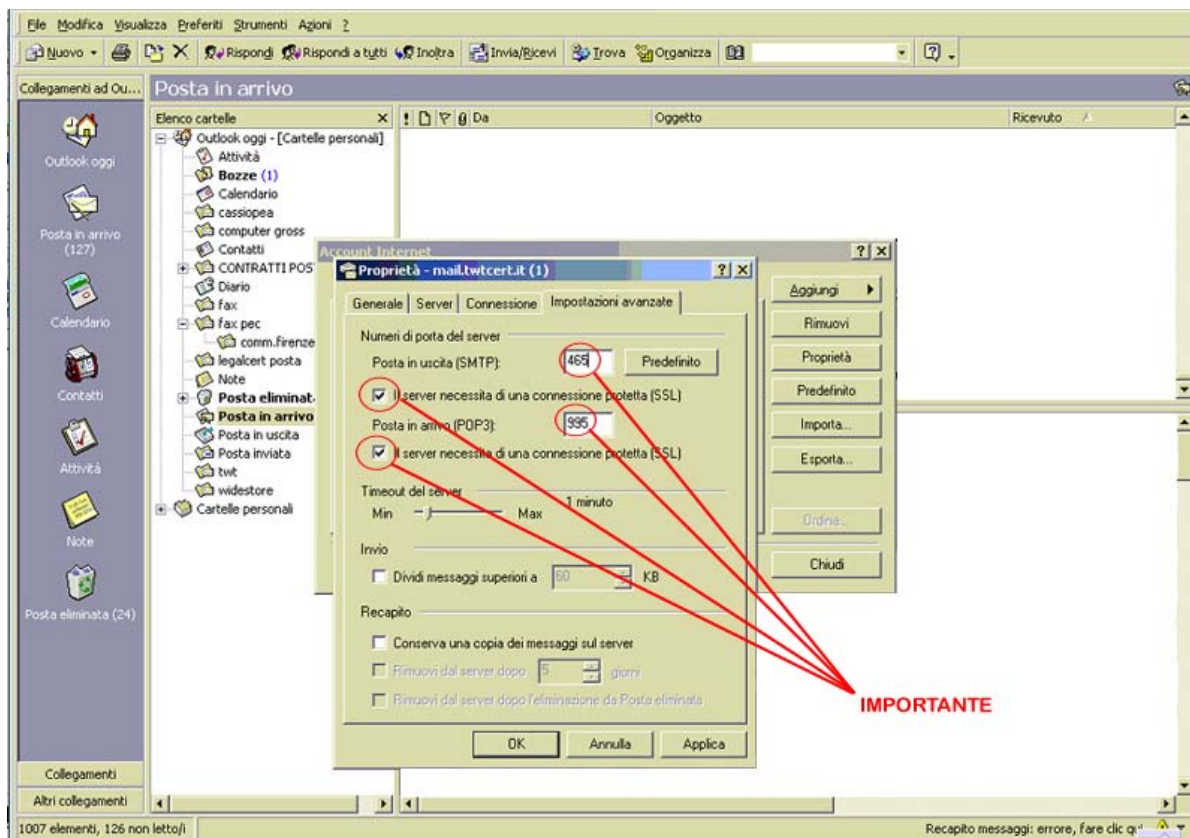 File Modifica Visualizza Preferiti Strumenti Azioni ?
Nuovo Rispondi Rispondi a tutti Inoltra Invia/Ricevi Trova Organizza
Collegamenti ad Ou...
Posta in arrivo
Outlook oggi
Posta in arrivo
(127)
Calendario
Contatti
Attività
Note
Posta eliminata (24)
Collegamenti
Altri collegamenti
Elenco cartelle
Outlook oggi - [Cartelle personali]
Attività
Bozze (1)
Calendario
cassiopea
computer gross
Contatti
CONTRATTI POS
Diario
fax
fax pec
comm.firenze
legalcert posta
Note
Posta eliminat
Posta in arrivo
Posta in uscita
Posta inviata
twt
widestore
Cartelle personali
! Da Oggetto Ricevuto
Account Internet
Aggiungi
Rimuovi
Proprietà
Predefinito
Importa...
Esporta...
Ordina...
Chiudi
Proprietà - mail.twtcert.it (1)
Generale Server Connessione Impostazioni avanzate
Numeri di porta del server
Posta in uscita (SMTP): 465 Predefinito
Il server necessita di una connessione protetta (SSL)
Posta in arrivo (POP3): 995
Il server necessita di una connessione protetta (SSL)
Timeout del server
Min Max 1 minuto
Invio
Dividi messaggi superiori a 60 KB
Recapito
Conserva una copia dei messaggi sul server
Rimuovi dal server dopo 5 giorni
Rimuovi dal server dopo l'eliminazione da Posta eliminata
OK Annulla Applica
IMPORTANTE
1007 elementi, 126 non letto/i
Recapito messaggi: errore, fare clic qu